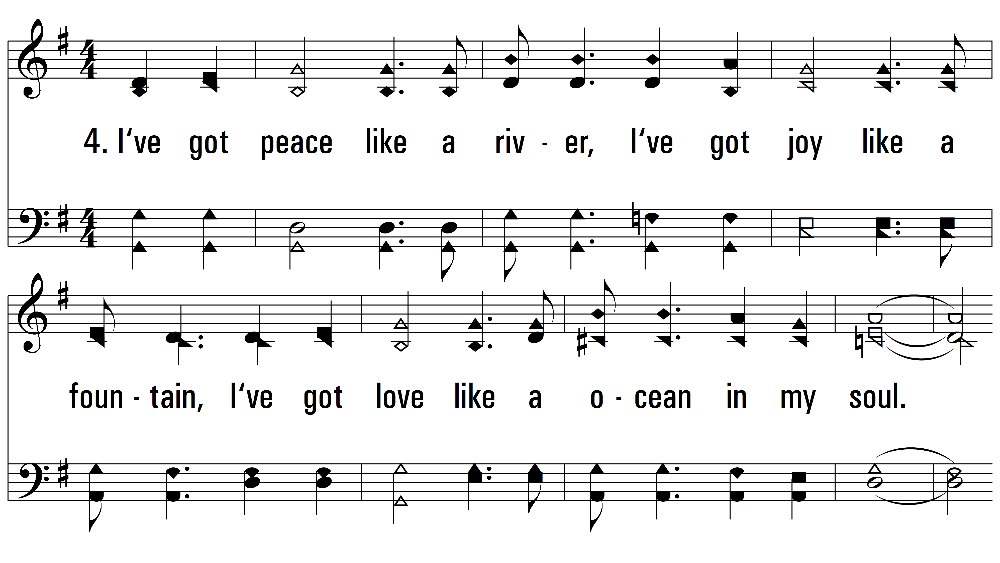 4. I‘ve got peace like a riv - er, I‘ve got joy like a
foun - tain, I‘ve got love like a o - cean in my soul.